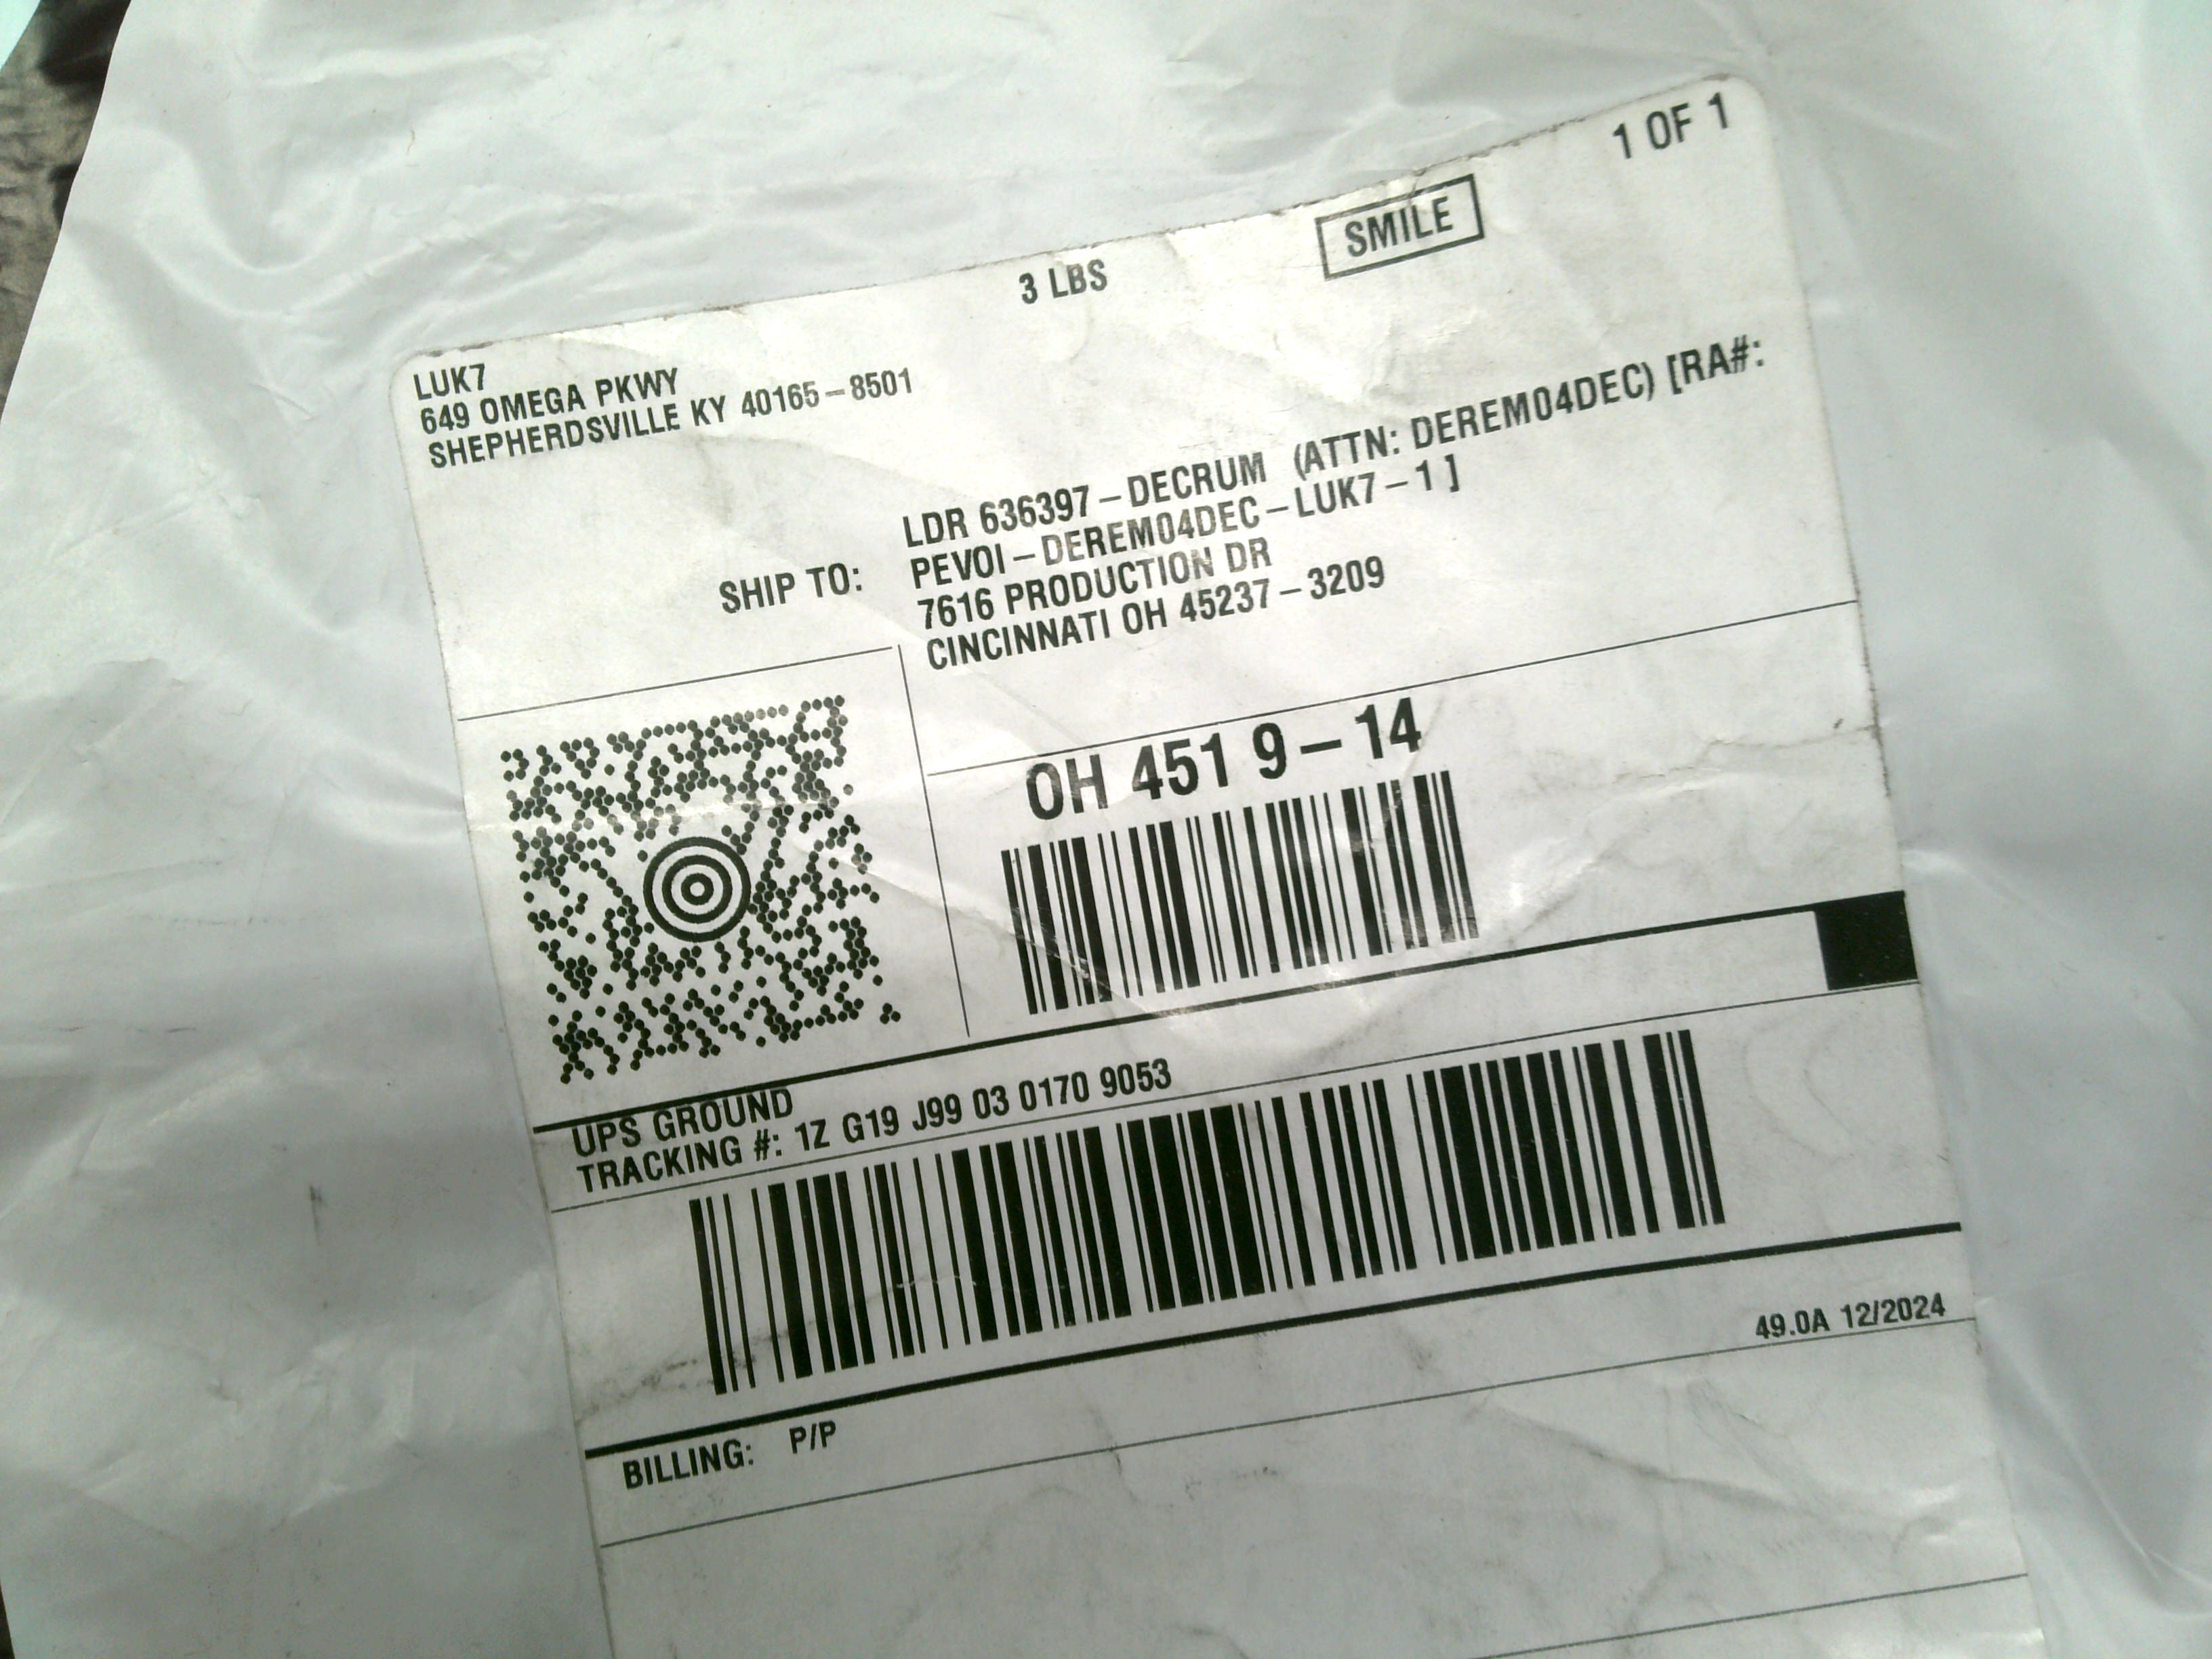 1 OF 1
SMILE
3 LBS
LUK7
649 OMEGA PKWY
SHEPHERDSVILLE KY 40165-8501
SHIP TO:
LDR 636397-DECRUM (ATTN: DEREM04DEC) [RA#:
PEVOI-DEREM04DEC-LUK7-1 ]
7616 PRODUCTION DR
CINCINNATI OH 45237-3209
OH 451 9-14
UPS GROUND
TRACKING #: 1Z G19 J99 03 0170 9053
49.0A 12/2024
BILLING: P/P